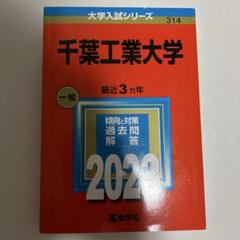 大学入試シリーズ
314
千葉工業大学
最近3カ年
一般
傾向と対策
過去問
解答
2023
教学社